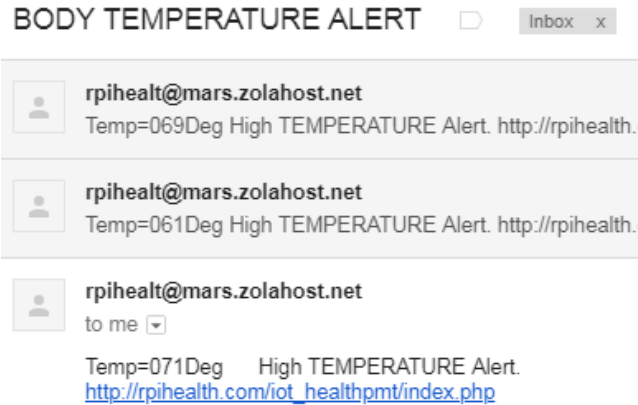 BODY TEMPERATURE ALERT Inbox x
rpihealt@mars.zolahost.net
Temp=069Deg High TEMPERATURE Alert. http://rpihealth.
rpihealt@mars.zolahost.net
Temp=061Deg High TEMPERATURE Alert. http://rpihealth.
rpihealt@mars.zolahost.net
to me
Temp=071Deg High TEMPERATURE Alert.
http://rpihealth.com/iot_healthpmt/index.php